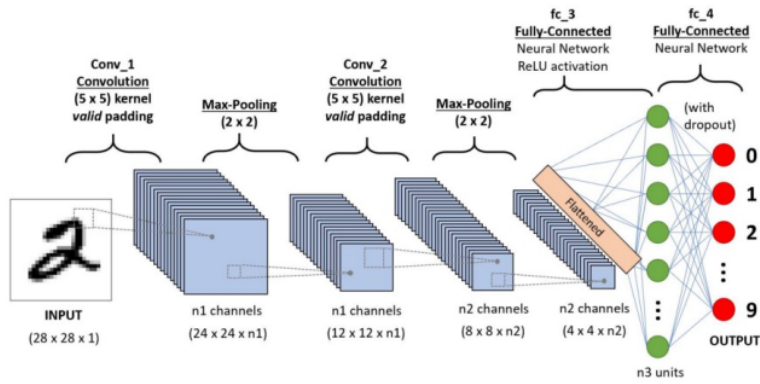 Conv_1
Convolution
(5 x 5) kernel
valid padding
Max-Pooling
(2 x 2)
Conv_2
Convolution
(5 x 5) kernel
valid padding
Max-Pooling
(2 x 2)
fc_3
Fully-Connected
Neural Network
ReLU activation
fc_4
Fully-Connected
Neural Network
(with
dropout)
Flattened
2
0
1
2
9
OUTPUT
INPUT
(28 x 28 x 1)
n1 channels
(24 x 24 x n1)
n1 channels
(12 x 12 x n1)
n2 channels
(8 x 8 x n2)
n2 channels
(4 x 4 x n2)
n3 units